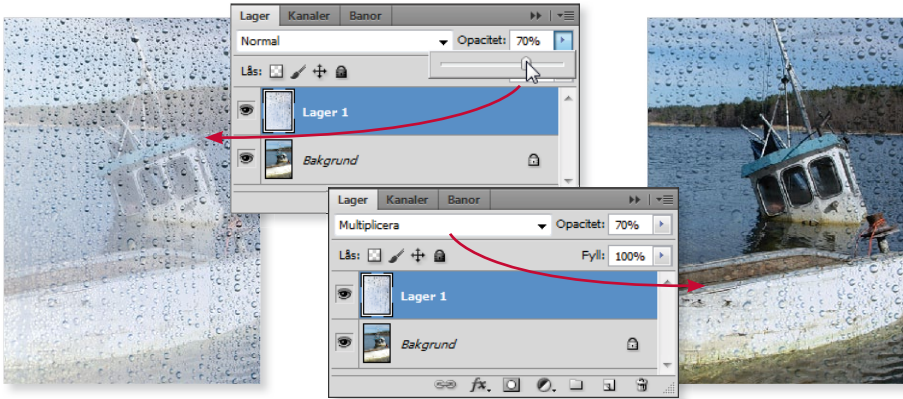 Lager Kanaler Banor
Normal Opacitet: 70%
Lås:
Lager 1
Bakgrund
Lager Kanaler Banor
Multiplicera Opacitet: 70%
Lås: Fyll: 100%
Lager 1
Bakgrund
fx.